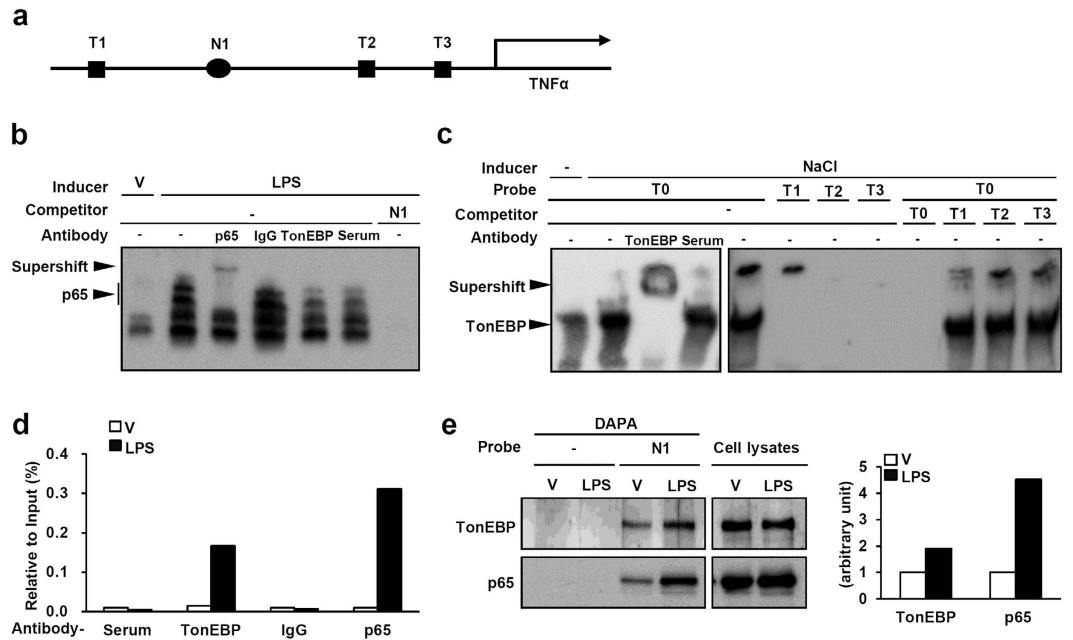 a
T1 N1 T2 T3
TNFα
b
Inducer V LPS
Competitor - N1
Antibody - - p65 IgG TonEBP Serum -
Supershift
p65
c
Inducer - NaCl
Probe T0 T1 T2 T3 T0
Competitor - T0 T1 T2 T3
Antibody - - TonEBP Serum - - - - - - - -
Supershift
TonEBP
d
V
LPS
Relative to Input (%)
0.4
0.3
0.2
0.1
0.0
Antibody- Serum TonEBP IgG p65
e
DAPA
Probe - N1 Cell lysates
V LPS V LPS V LPS
TonEBP
p65
V
LPS
(arbitrary unit)
5
4
3
2
1
0
TonEBP p65